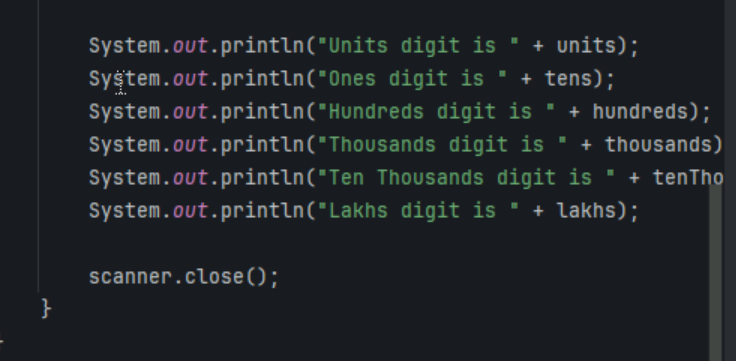 System.out.println("Units digit is " + units);
System.out.println("Ones digit is " + tens);
System.out.println("Hundreds digit is " + hundreds);
System.out.println("Thousands digit is " + thousands)
System.out.println("Ten Thousands digit is " + tenTho
System.out.println("Lakhs digit is " + lakhs);
scanner.close();
}